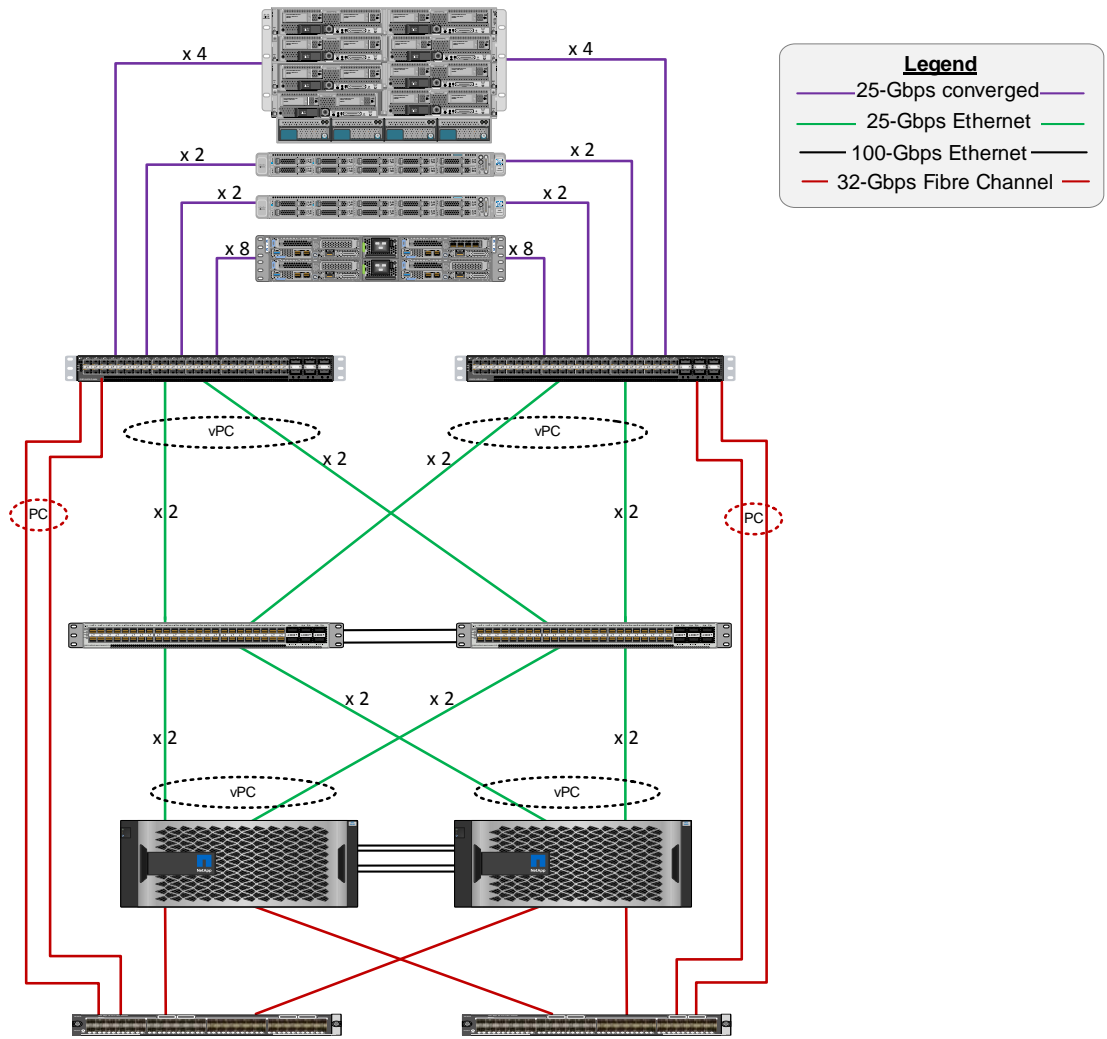 x 4
x 4
Legend
25-Gbps converged
25-Gbps Ethernet
100-Gbps Ethernet
32-Gbps Fibre Channel
x 2
x 2
x 2
x 2
x 8
x 8
vPC
vPC
x 2
x 2
PC
x 2
x 2
PC
x 2
x 2
x 2
x 2
vPC
vPC
NetApp
NetApp